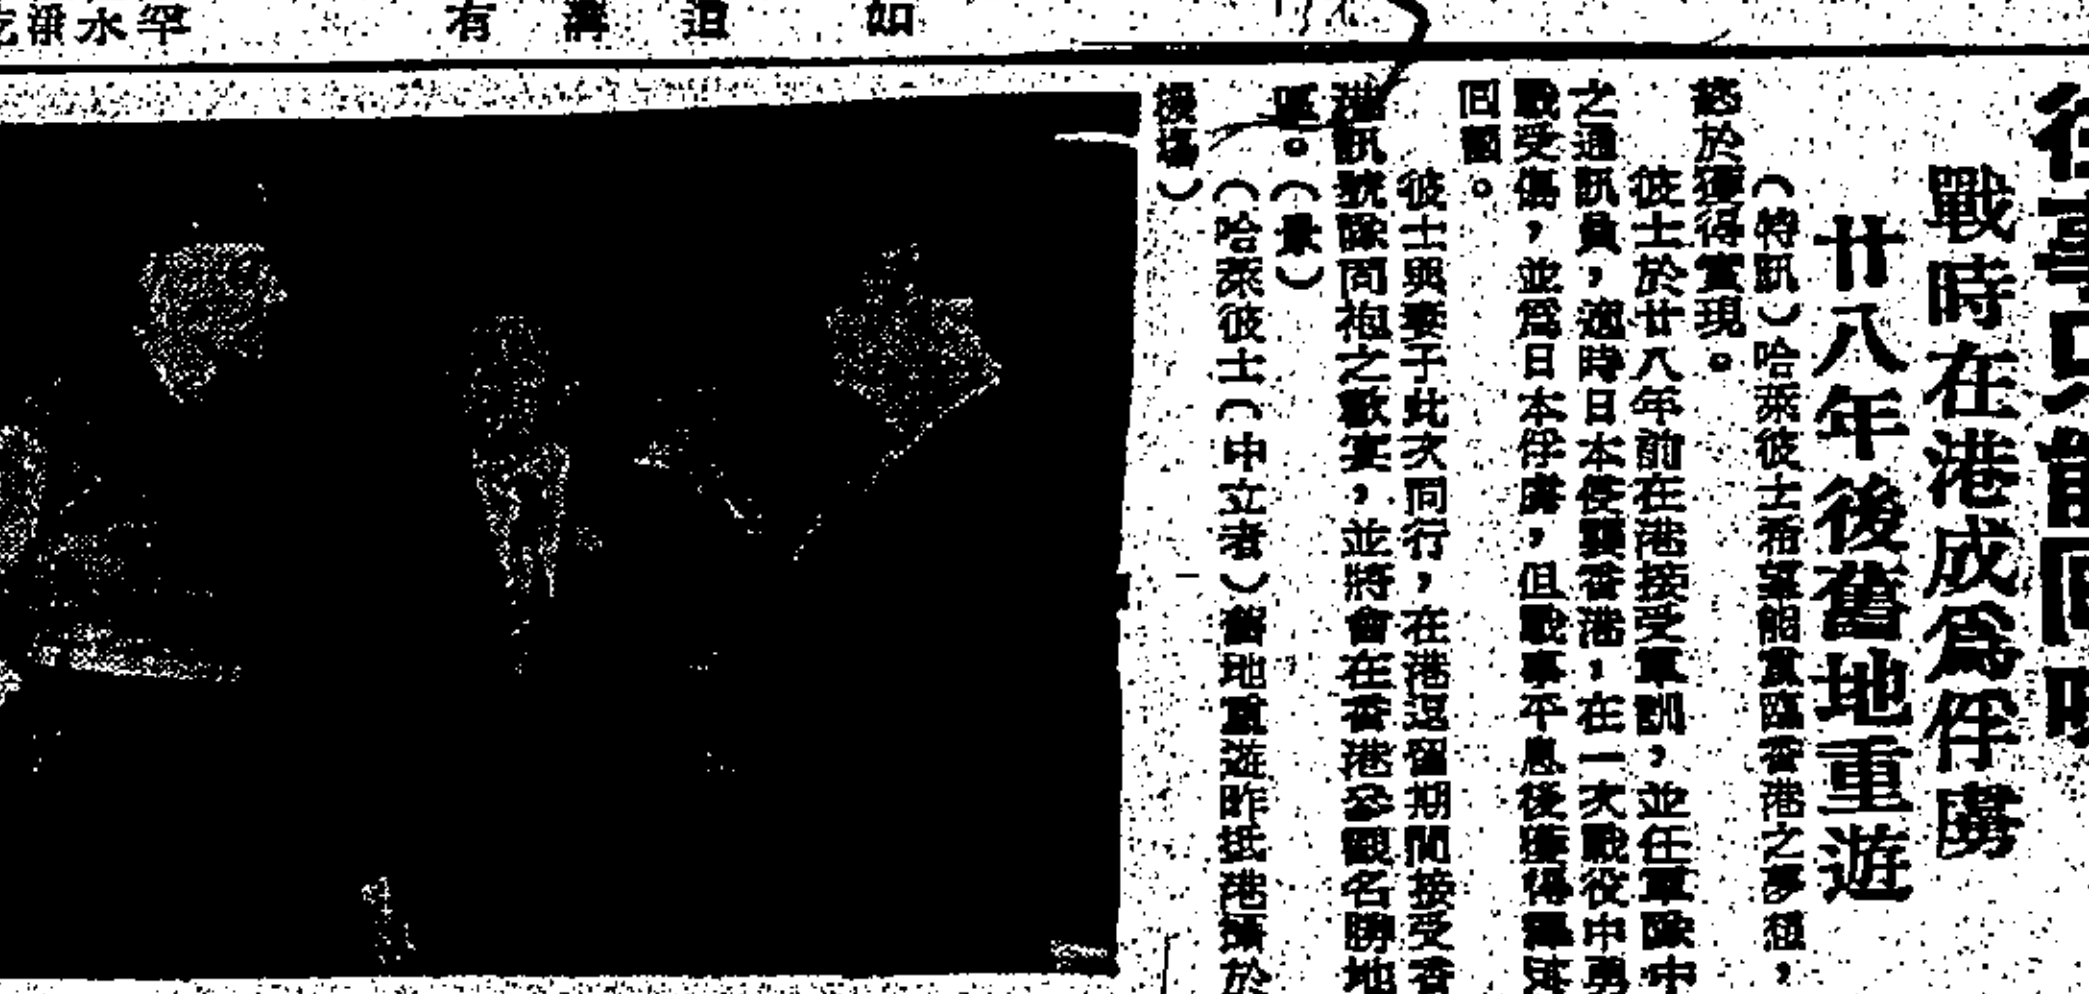 往事只能回味
戰時在港成爲俘虜
廿八年後舊地重遊
（特訊）哈萊彼士希望能重臨香港之夢想，
終於獲得實現。
彼士於廿八年前在港接受軍訓，並任軍隊中
之通訊員，適時日本侵襲香港，在一次戰役中勇
戰受傷，並爲日本俘虜，但戰事平息後獲得釋放
回國。
彼士與妻子此次同行，在港逗留期間接受香
港訊號隊同袍之歡宴，並將會在香港參觀名勝地
區。（景）
（哈萊彼士（中立者）舊地重遊昨抵港攝於
機場）